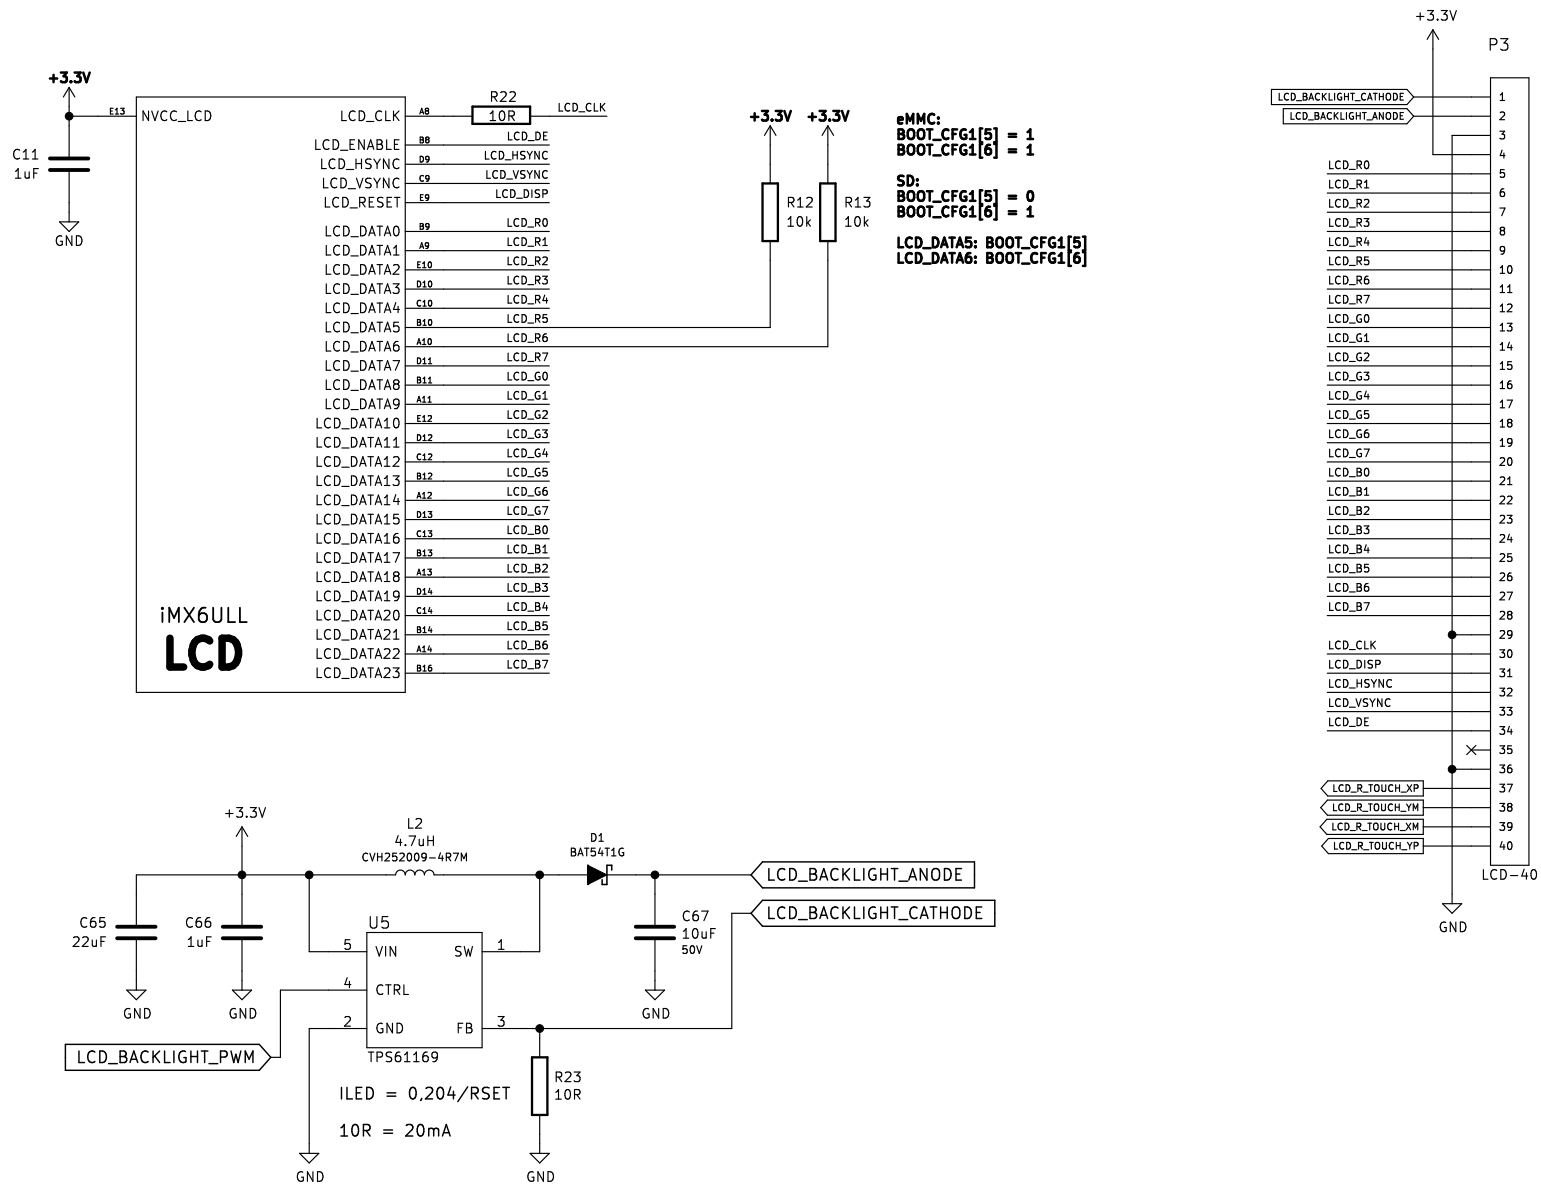 +3.3V
C11
1uF
GND
E13
NVCC_LCD
LCD_CLK A8 R22 10R LCD_CLK
LCD_ENABLE B8 LCD_DE
LCD_HSYNC D9 LCD_HSYNC
LCD_VSYNC C9 LCD_VSYNC
LCD_RESET E9 LCD_DISP
LCD_DATA0 B9 LCD_R0
LCD_DATA1 A9 LCD_R1
LCD_DATA2 E10 LCD_R2
LCD_DATA3 D10 LCD_R3
LCD_DATA4 C10 LCD_R4
LCD_DATA5 B10 LCD_R5
LCD_DATA6 A10 LCD_R6
LCD_DATA7 D11 LCD_R7
LCD_DATA8 B11 LCD_G0
LCD_DATA9 A11 LCD_G1
LCD_DATA10 E12 LCD_G2
LCD_DATA11 D12 LCD_G3
LCD_DATA12 C12 LCD_G4
LCD_DATA13 B12 LCD_G5
LCD_DATA14 A12 LCD_G6
LCD_DATA15 D13 LCD_G7
LCD_DATA16 C13 LCD_B0
LCD_DATA17 B13 LCD_B1
LCD_DATA18 A13 LCD_B2
LCD_DATA19 D14 LCD_B3
LCD_DATA20 C14 LCD_B4
LCD_DATA21 B14 LCD_B5
LCD_DATA22 A14 LCD_B6
LCD_DATA23 B16 LCD_B7
iMX6ULL
LCD
+3.3V +3.3V
R12 R13
10k 10k
eMMC:
BOOT_CFG1[5] = 1
BOOT_CFG1[6] = 1
SD:
BOOT_CFG1[5] = 0
BOOT_CFG1[6] = 1
LCD_DATA5: BOOT_CFG1[5]
LCD_DATA6: BOOT_CFG1[6]
+3.3V
P3
LCD_BACKLIGHT_CATHODE 1
LCD_BACKLIGHT_ANODE 2
3
4
LCD_R0 5
LCD_R1 6
LCD_R2 7
LCD_R3 8
LCD_R4 9
LCD_R5 10
LCD_R6 11
LCD_R7 12
LCD_G0 13
LCD_G1 14
LCD_G2 15
LCD_G3 16
LCD_G4 17
LCD_G5 18
LCD_G6 19
LCD_G7 20
LCD_B0 21
LCD_B1 22
LCD_B2 23
LCD_B3 24
LCD_B4 25
LCD_B5 26
LCD_B6 27
LCD_B7 28
29
LCD_CLK 30
LCD_DISP 31
LCD_HSYNC 32
LCD_VSYNC 33
LCD_DE 34
35
36
LCD_R_TOUCH_XP 37
LCD_R_TOUCH_YM 38
LCD_R_TOUCH_XM 39
LCD_R_TOUCH_YP 40
LCD-40
GND
+3.3V
L2
4.7uH
CVH252009-4R7M
D1
BAT54T1G
LCD_BACKLIGHT_ANODE
LCD_BACKLIGHT_CATHODE
C65
22uF
GND
C66
1uF
GND
U5
5 VIN SW 1
4 CTRL
2 GND FB 3
TPS61169
C67
10uF
50V
GND
LCD_BACKLIGHT_PWM
ILED = 0,204/RSET
10R = 20mA
R23
10R
GND
GND